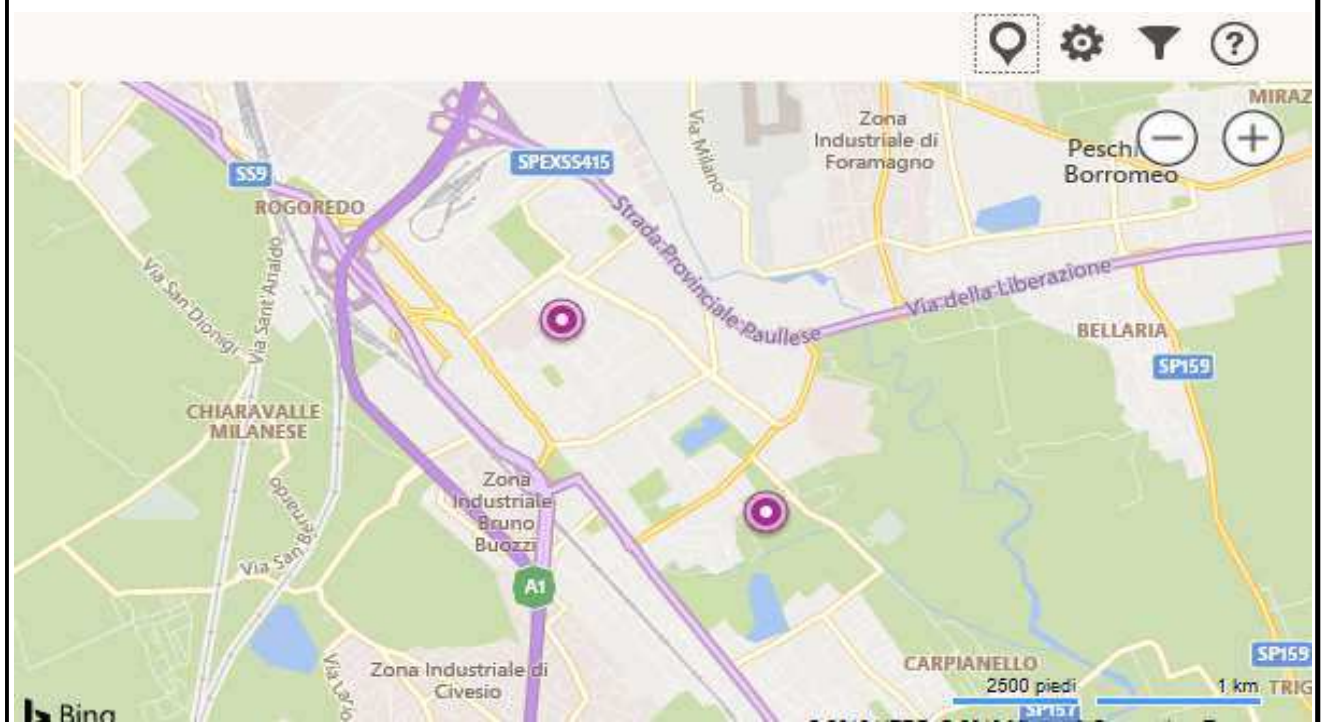 ?
MIRAZ
Zona
Industriale di
Foramagno
Via Milano
Peschi
Borromeo
SPEXSS415
SS9
ROGOREDO
Strada Provinciale Paullese
Via della Liberazione
Via San Dionigi
Via Sant'Arialdo
BELLARIA
SP159
CHIARAVALLE
MILANESE
Zona
Industriale
Bruno
Buozzi
Via San Bernardo
A1
SP159
CARPIANELLO
Zona Industriale di
Civesio
2500 piedi
1 km
TRIG
SP157
Bing